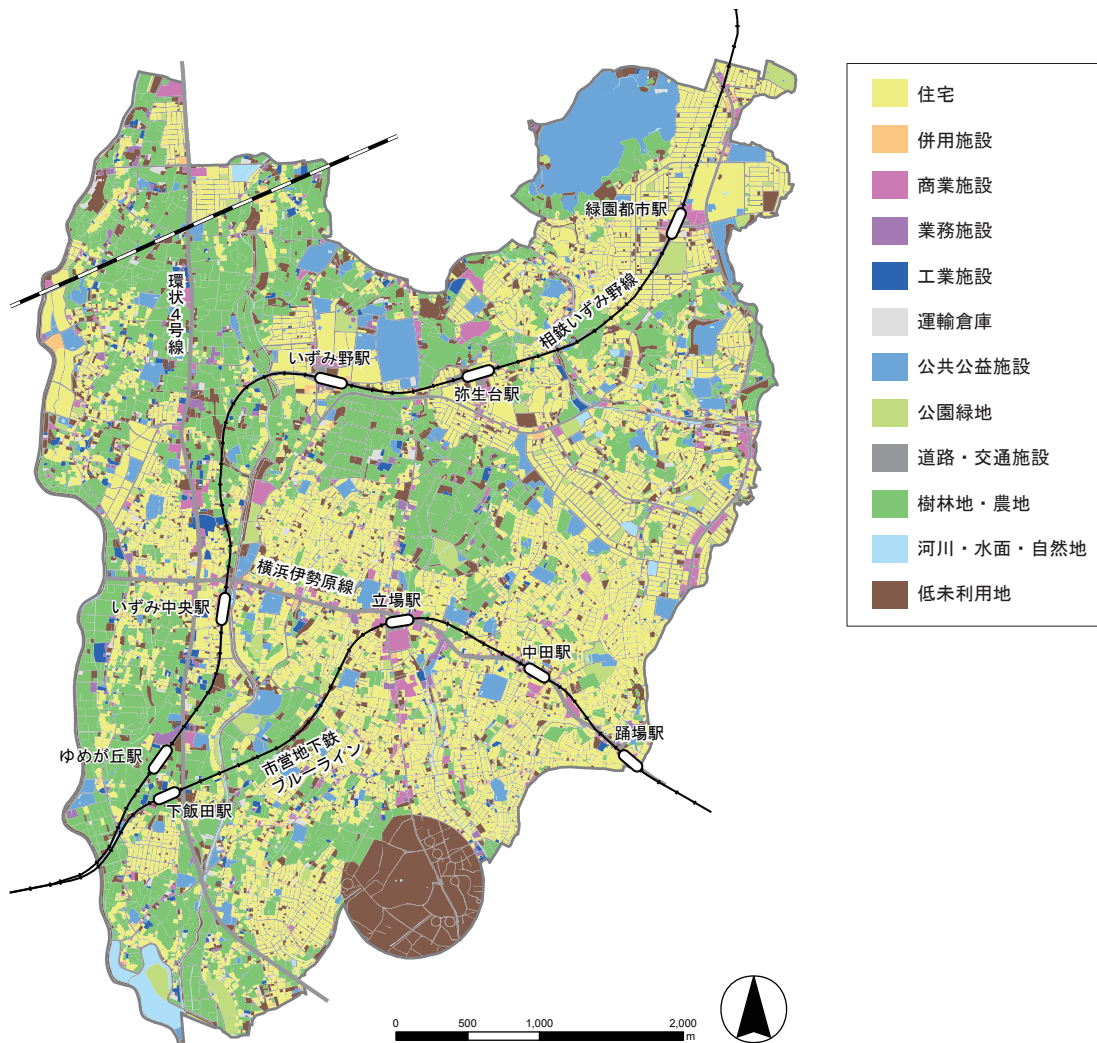 住宅
併用施設
商業施設
業務施設
工業施設
運輸倉庫
公共公益施設
公園緑地
道路・交通施設
樹林地・農地
河川・水面・自然地
低未利用地
緑園都市駅
環状4号線
相鉄いずみ野線
いずみ野駅
弥生台駅
横浜伊勢原線
いずみ中央駅
立場駅
中田駅
踊場駅
ゆめが丘駅
市営地下鉄
ブルーライン
下飯田駅
0 500 1,000 2,000
m